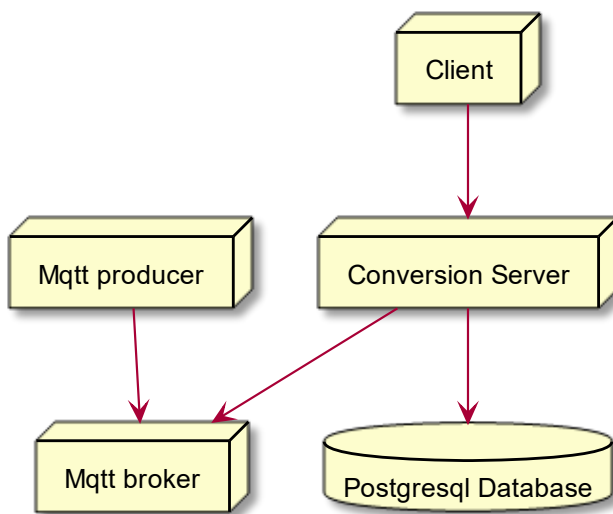 Client
Mqtt producer
Conversion Server
Mqtt broker
Postgresql Database